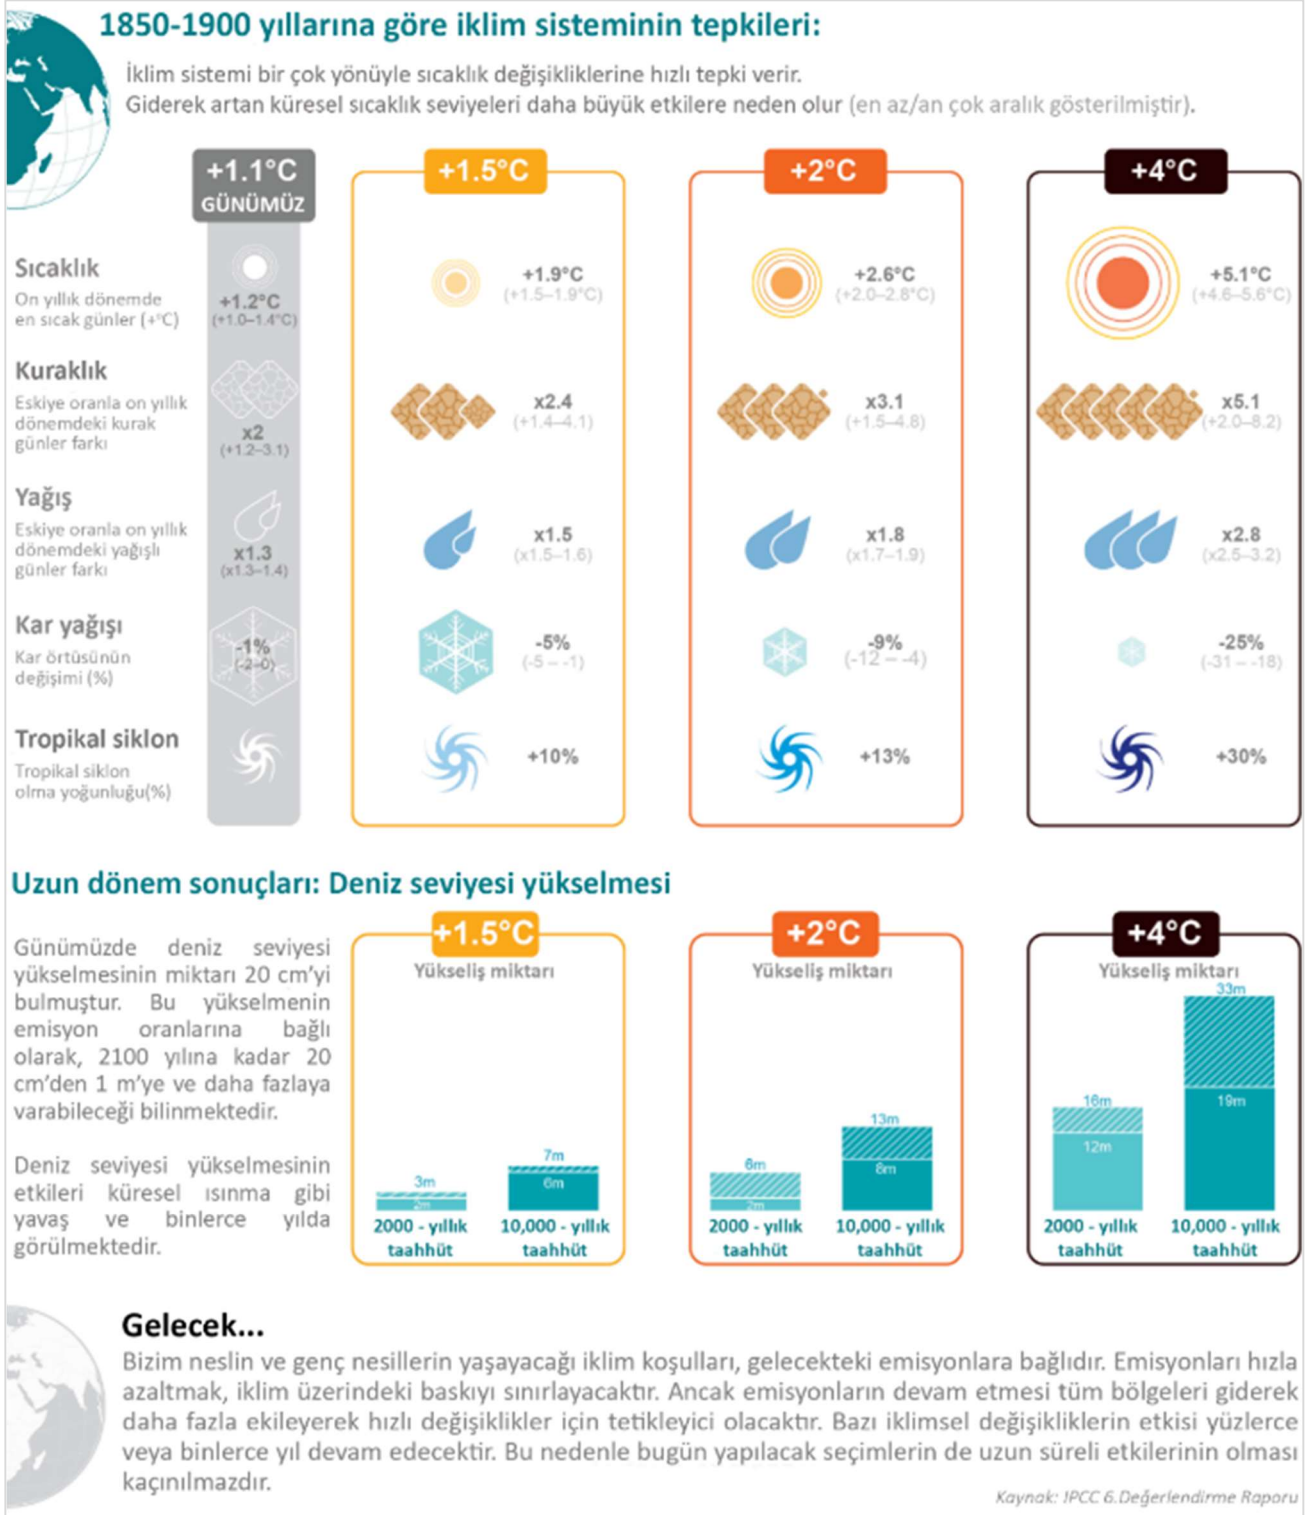 1850-1900 yıllarına göre iklim sisteminin tepkileri:
İklim sistemi bir çok yönüyle sıcaklık değişikliklerine hızlı tepki verir.
Giderek artan küresel sıcaklık seviyeleri daha büyük etkilere neden olur (en az/an çok aralık gösterilmiştir).
+1.1°C
GÜNÜMÜZ
+1.5°C
+2°C
+4°C
Sıcaklık
On yıllık dönemde
en sıcak günler (+°C)
+1.2°C
(+1.0–1.4°C)
+1.9°C
(+1.5–1.9°C)
+2.6°C
(+2.0–2.8°C)
+5.1°C
(+4.6–5.6°C)
Kuraklık
Eskiye oranla on yıllık
dönemdeki kurak
günler farkı
x2
(+1.2–3.1)
x2.4
(+1.4–4.1)
x3.1
(+1.5–4.8)
x5.1
(+2.0–8.2)
Yağış
Eskiye oranla on yıllık
dönemdeki yağışlı
günler farkı
x1.3
(x1.3–1.4)
x1.5
(x1.5–1.6)
x1.8
(x1.7–1.9)
x2.8
(x2.5–3.2)
Kar yağışı
Kar örtüsünün
değişimi (%)
-1%
(-2–0)
-5%
(-5 – -1)
-9%
(-12 – -4)
-25%
(-31 – -18)
Tropikal siklon
Tropikal siklon
olma yoğunluğu(%)
+10%
+13%
+30%
Uzun dönem sonuçları: Deniz seviyesi yükselmesi
Günümüzde deniz seviyesi
yükselmesinin miktarı 20 cm'yi
bulmuştur. Bu yükselmenin
emisyon oranlarına bağlı
olarak, 2100 yılına kadar 20
cm'den 1 m'ye ve daha fazlaya
varabileceği bilinmektedir.
Deniz seviyesi yükselmesinin
etkileri küresel ısınma gibi
yavaş ve binlerce yılda
görülmektedir.
+1.5°C
Yükseliş miktarı
3m
2m
7m
6m
2000 - yıllık
taahhüt
10,000 - yıllık
taahhüt
+2°C
Yükseliş miktarı
6m
2m
13m
8m
2000 - yıllık
taahhüt
10,000 - yıllık
taahhüt
+4°C
Yükseliş miktarı
16m
12m
33m
19m
2000 - yıllık
taahhüt
10,000 - yıllık
taahhüt
Gelecek...
Bizim neslin ve genç nesillerin yaşayacağı iklim koşulları, gelecekteki emisyonlara bağlıdır. Emisyonları hızla
azaltmak, iklim üzerindeki baskıyı sınırlayacaktır. Ancak emisyonların devam etmesi tüm bölgeleri giderek
daha fazla ekileyerek hızlı değişiklikler için tetikleyici olacaktır. Bazı iklimsel değişikliklerin etkisi yüzlerce
veya binlerce yıl devam edecektir. Bu nedenle bugün yapılacak seçimlerin de uzun süreli etkilerinin olması
kaçınılmazdır.
Kaynak: IPCC 6.Değerlendirme Raporu